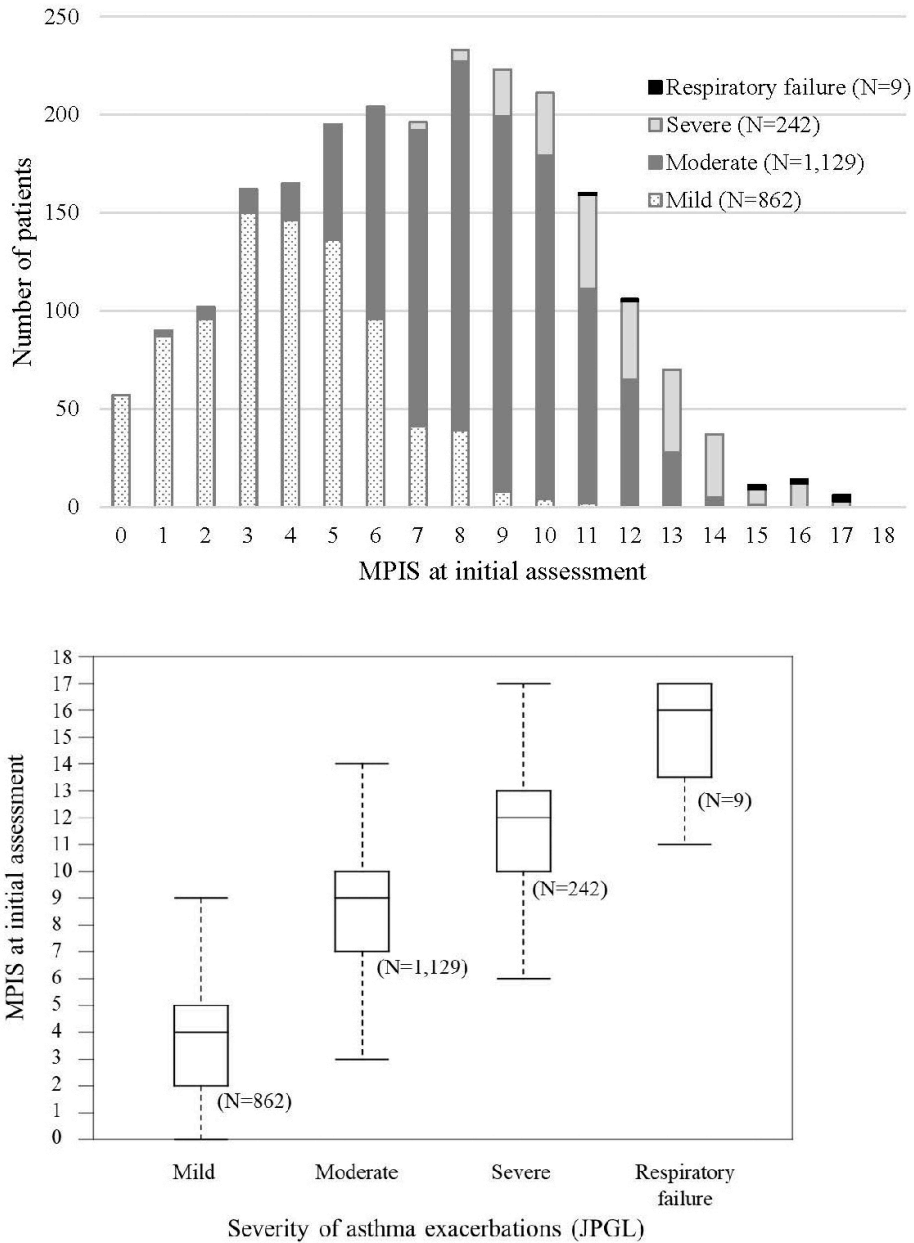 250
200
150
100
50
0
Number of patients
Respiratory failure (N=9)
Severe (N=242)
Moderate (N=1,129)
Mild (N=862)
0 1 2 3 4 5 6 7 8 9 10 11 12 13 14 15 16 17 18
MPIS at initial assessment
18
17
16
15
14
13
12
11
10
9
8
7
6
5
4
3
2
1
0
MPIS at initial assessment
(N=862)
(N=1,129)
(N=242)
(N=9)
Mild Moderate Severe Respiratory
failure
Severity of asthma exacerbations (JPGL)